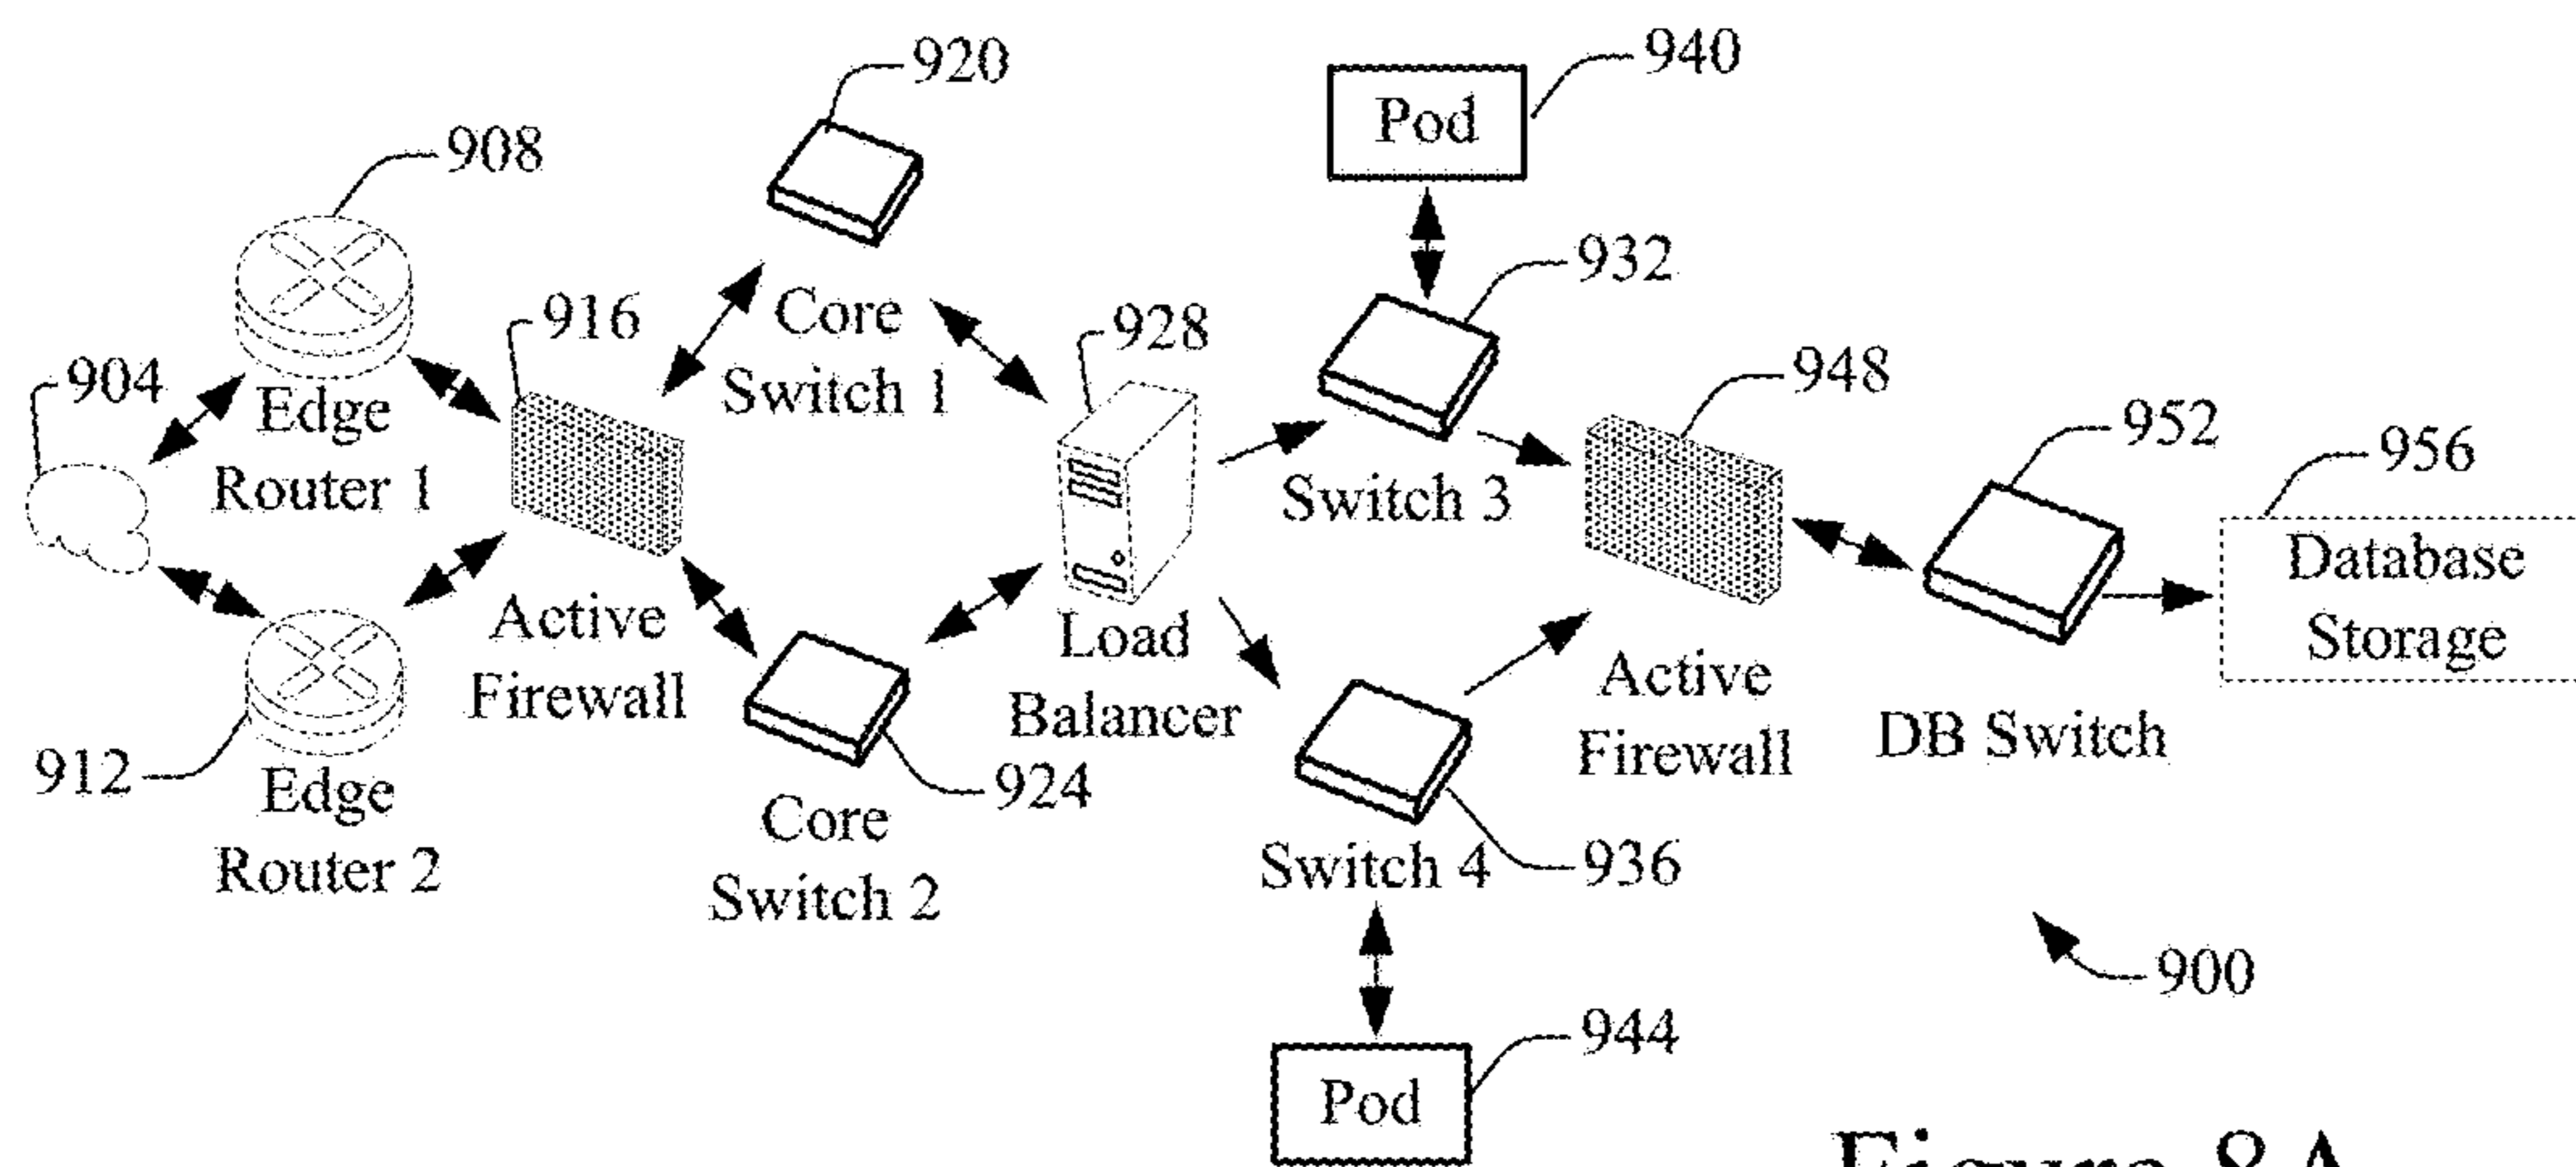 920
940
Pod
908
932
916
Core
Switch 1
928
904
Edge
Router 1
948
952
956
Switch 3
Database
Storage
Active
Firewall
Load
Balancer
Active
Firewall
DB Switch
912
Edge
Router 2
924
Core
Switch 2
Switch 4
936
900
944
Pod
Figure 8A